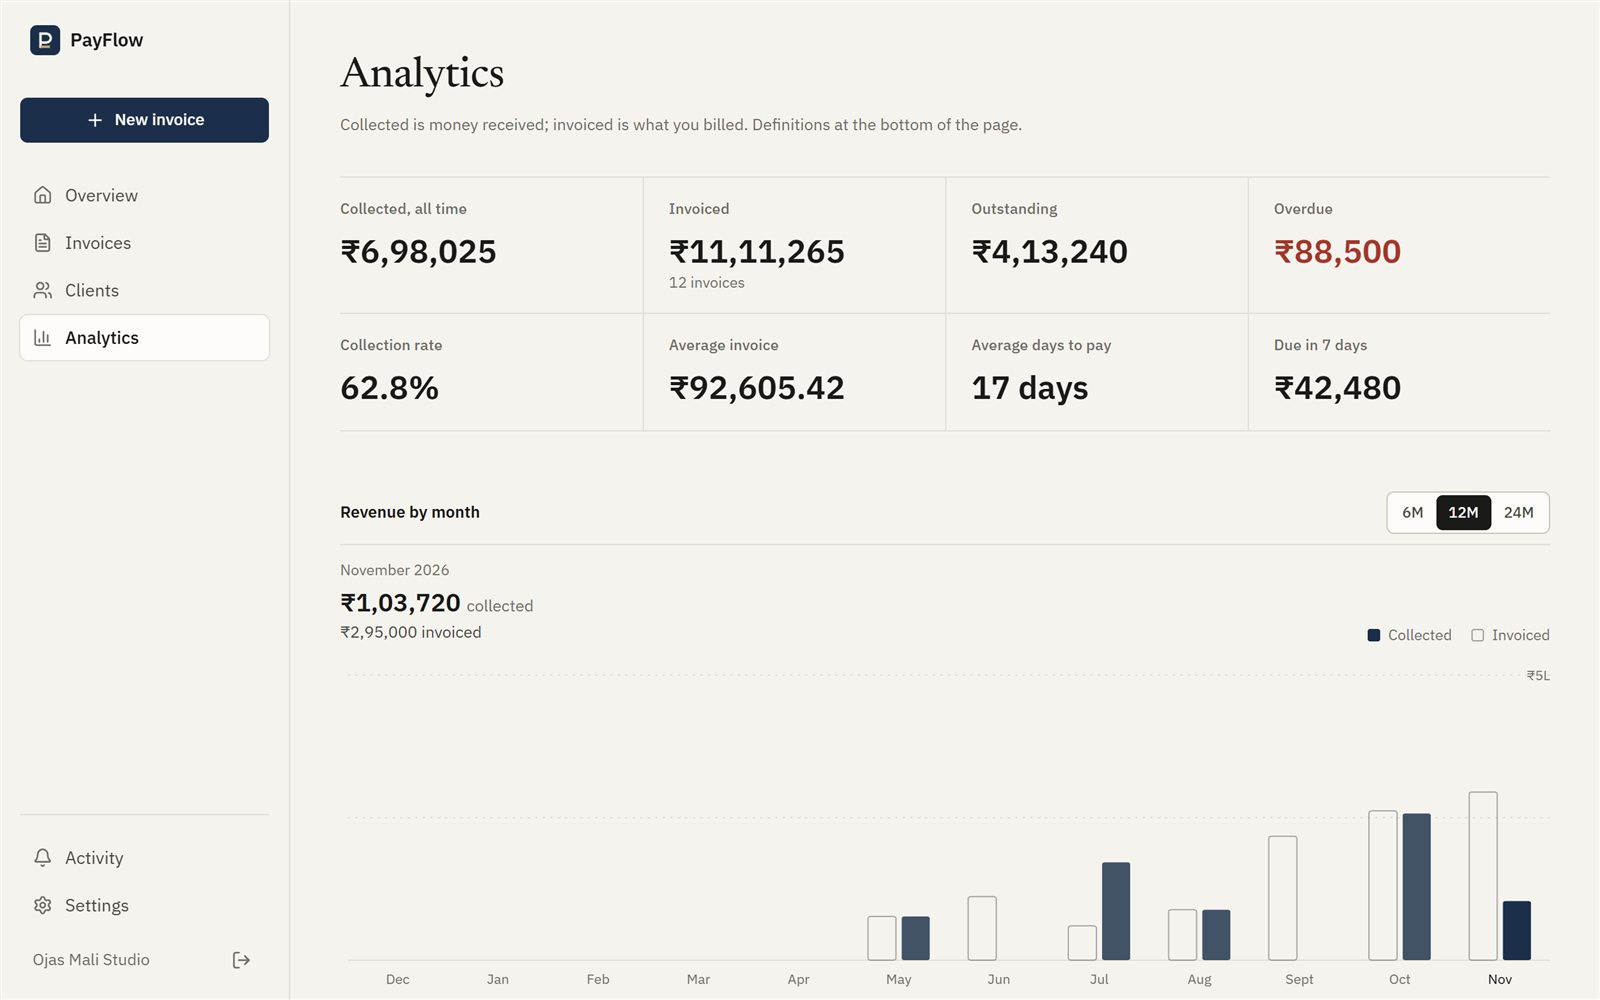 PayFlow
New invoice
Overview
Invoices
Clients
Analytics
Activity
Settings
Ojas Mali Studio
Analytics
Collected is money received; invoiced is what you billed. Definitions at the bottom of the page.
Collected, all time
₹6,98,025
Invoiced
₹11,11,265
12 invoices
Outstanding
₹4,13,240
Overdue
₹88,500
Collection rate
62.8%
Average invoice
₹92,605.42
Average days to pay
17 days
Due in 7 days
₹42,480
Revenue by month
6M 12M 24M
November 2026
₹1,03,720 collected
₹2,95,000 invoiced
Collected Invoiced
₹5L
Dec Jan Feb Mar Apr May Jun Jul Aug Sept Oct Nov